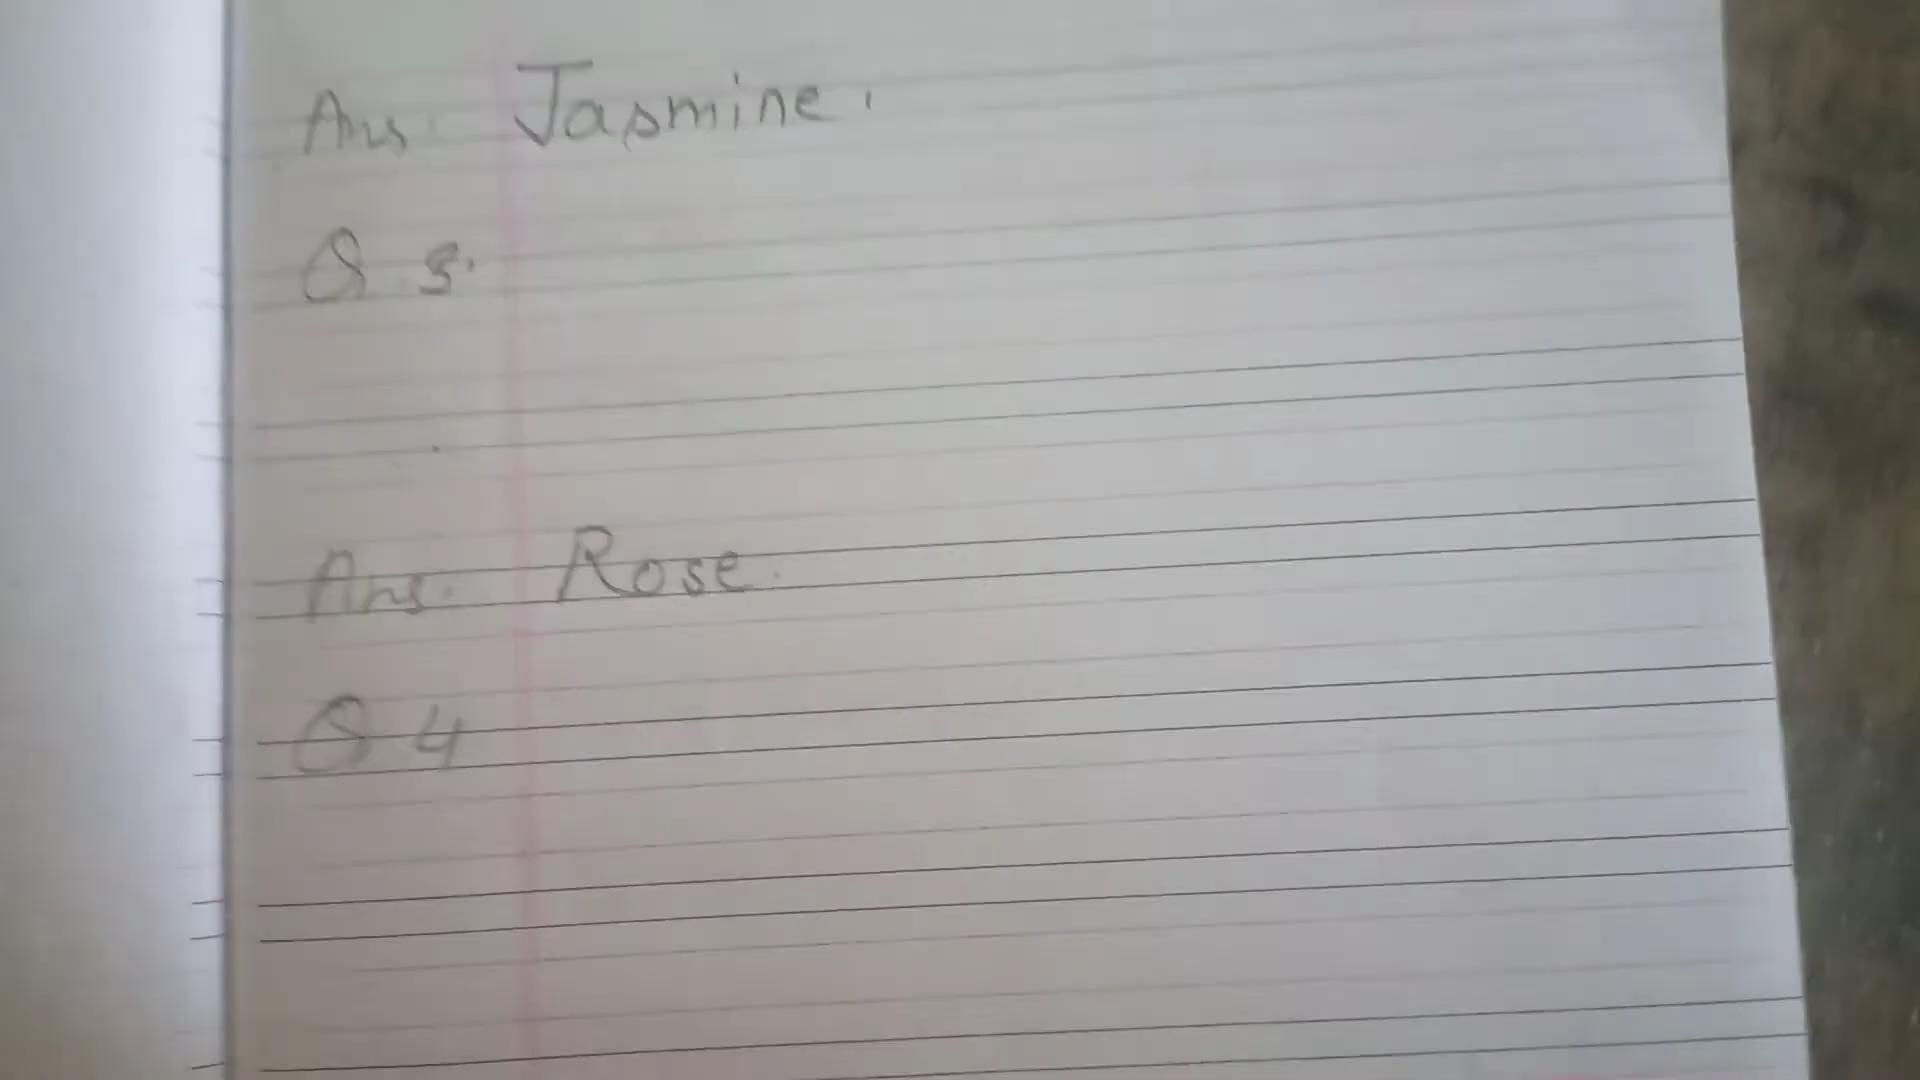 Ans. Jasmine.
Q 3.
Ans. Rose.
Q 4